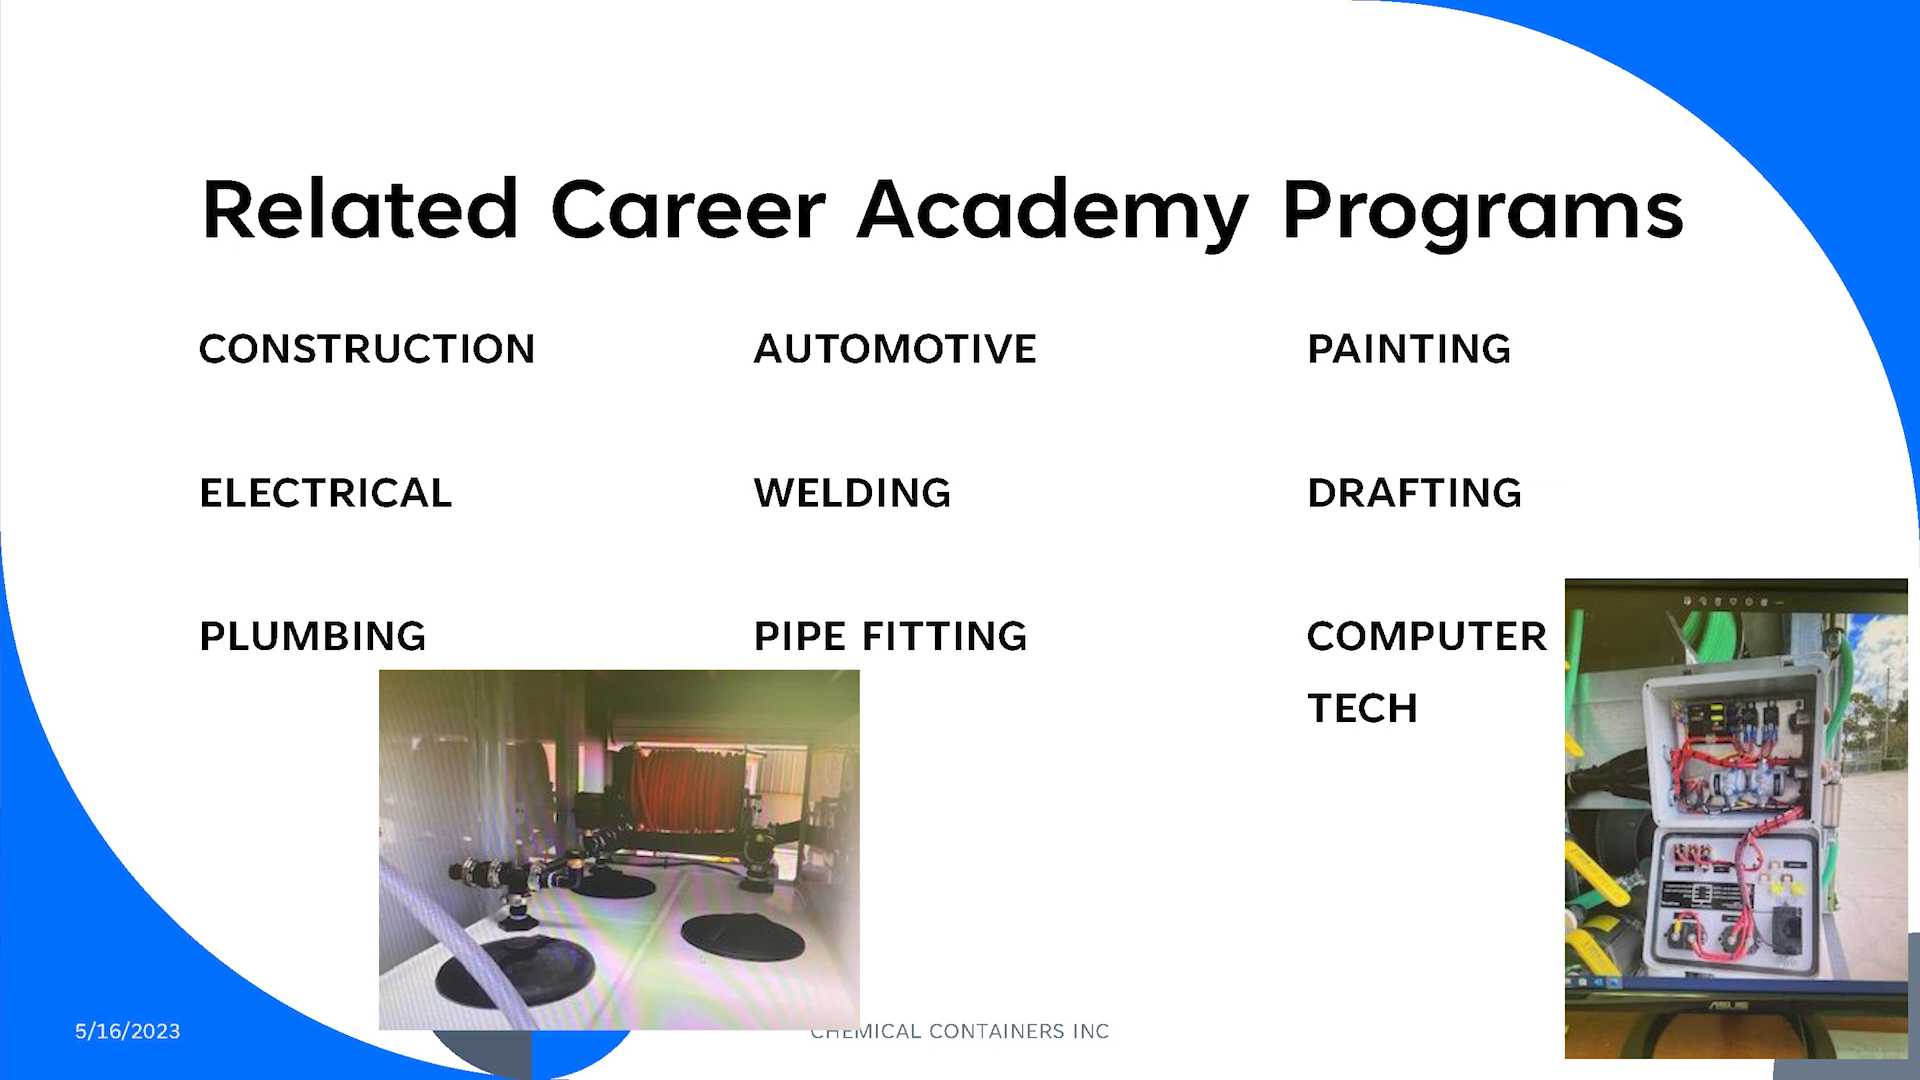 Related Career Academy Programs
CONSTRUCTION
AUTOMOTIVE
PAINTING
ELECTRICAL
WELDING
DRAFTING
PLUMBING
PIPE FITTING
COMPUTER
TECH
ASUS
5/16/2023
CHEMICAL CONTAINERS INC